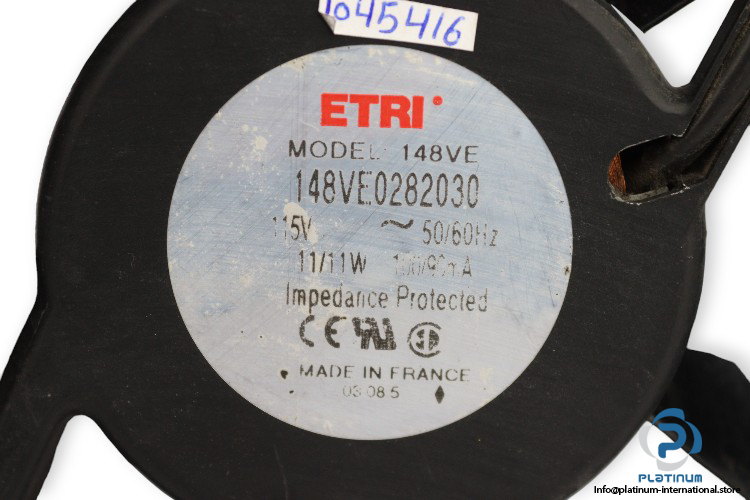 1045416
ETRI
MODEL 148VE
148VE0282030
115V ~ 50/60Hz
11/11W
Impedance Protected
CE
MADE IN FRANCE
03 08 5
PLATINUM
Info@platinum-international.store